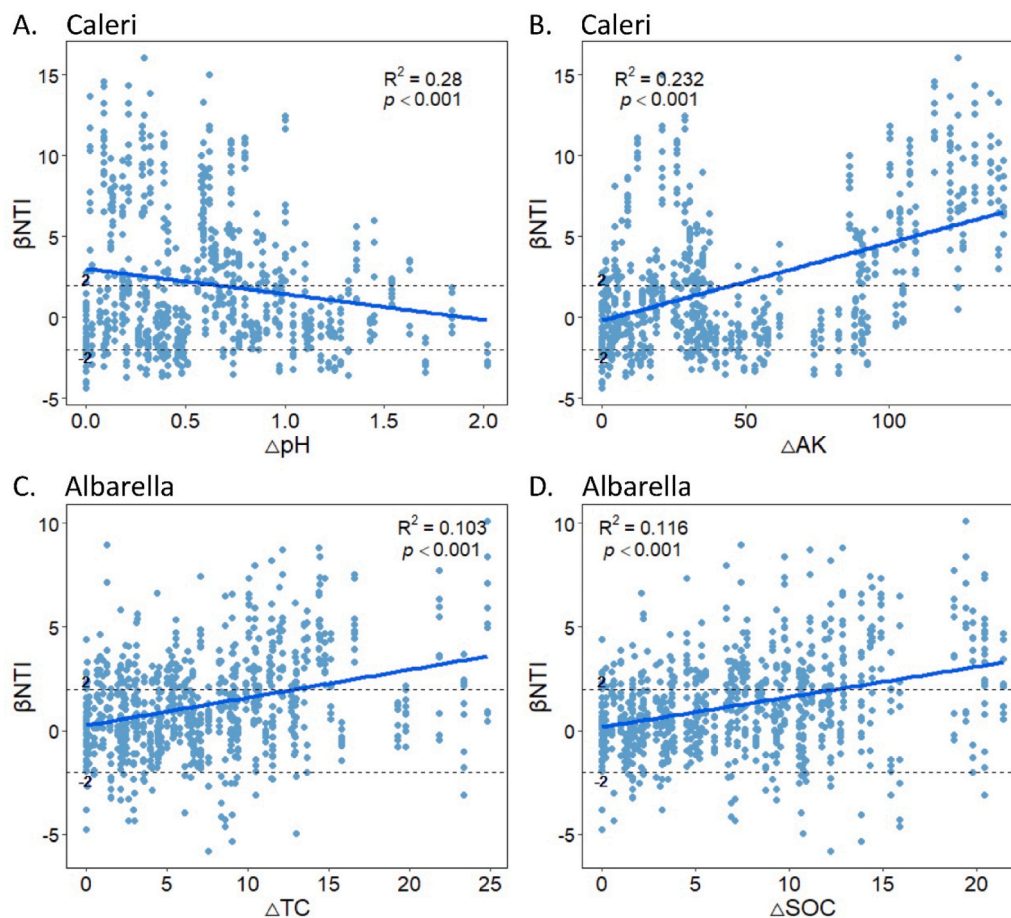 A. Caleri
R² = 0.28
p < 0.001
βNTI
15
10
5
2
0
-2
-5
0.0 0.5 1.0 1.5 2.0
△pH
B. Caleri
R² = 0.232
p < 0.001
βNTI
15
10
5
2
0
-2
-5
0 50 100
△AK
C. Albarella
R² = 0.103
p < 0.001
βNTI
10
5
2
0
-2
-5
0 5 10 15 20 25
△TC
D. Albarella
R² = 0.116
p < 0.001
βNTI
10
5
2
0
-2
-5
0 5 10 15 20
△SOC